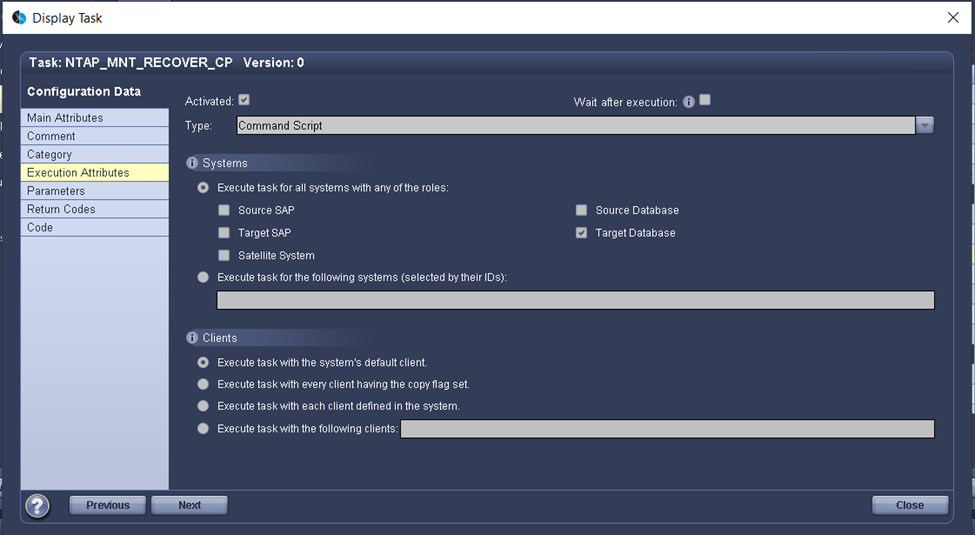 Display Task
Task: NTAP_MNT_RECOVER_CP Version: 0
Configuration Data
Main Attributes
Comment
Category
Execution Attributes
Parameters
Return Codes
Code
Activated:
Wait after execution:
Type: Command Script
Systems
Execute task for all systems with any of the roles:
Source SAP
Source Database
Target SAP
Target Database
Satellite System
Execute task for the following systems (selected by their IDs):
Clients
Execute task with the system's default client.
Execute task with every client having the copy flag set.
Execute task with each client defined in the system.
Execute task with the following clients:
? Previous Next Close